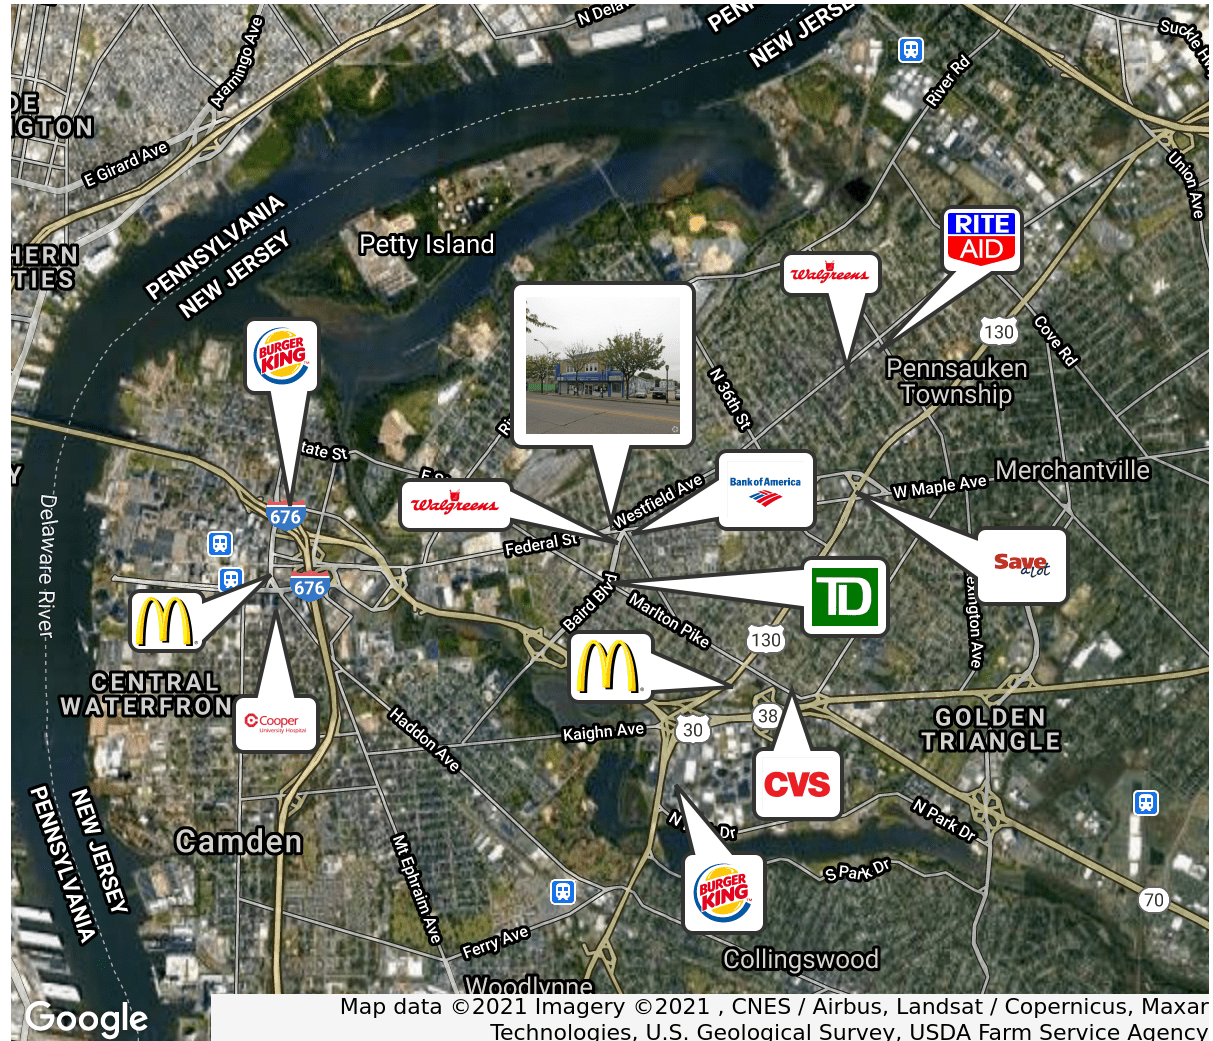 N Dela
PENN
NEW JERSE
Suckle H
Aramingo Ave
River Rd
DE
GTON
E Girard Ave
Union Ave
PENNSYLVANIA
NEW JERSEY
Petty Island
RITE
AID
HERN
TIES
Walgreens
130
Cove Rd
BURGER
KING
Pennsauken
Township
N 36th St
Ri
tate St
E S
Y
Merchantville
W Maple Ave
Westfield Ave
Bank of America
Walgreens
676
Federal St
Delaware River
Save
a lot
676
Baird Blvd
TD
Marlton Pike
exington Ave
130
CENTRAL
WATERFRON
Cooper
University Hospital
Haddon Ave
Kaighn Ave
30
38
GOLDEN
TRIANGLE
CVS
PENNSYLVANIA
NEW JERSEY
Camden
N
Dr
N Park Dr
Mt Ephraim Ave
S Park Dr
BURGER
KING
70
Ferry Ave
Collingswood
Woodlynne
Google
Map data ©2021 Imagery ©2021 , CNES / Airbus, Landsat / Copernicus, Maxar
Technologies, U.S. Geological Survey, USDA Farm Service Agency